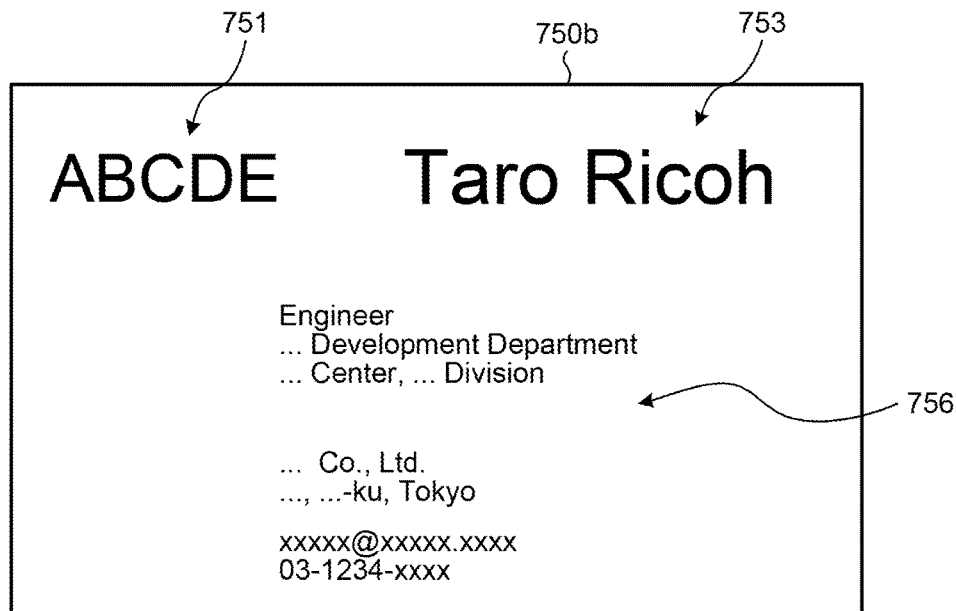 751
750b
753
ABCDE
Taro Ricoh
Engineer
... Development Department
... Center, ... Division
756
... Co., Ltd.
..., ...-ku, Tokyo
xxxxx@xxxxx.xxxx
03-1234-xxxx